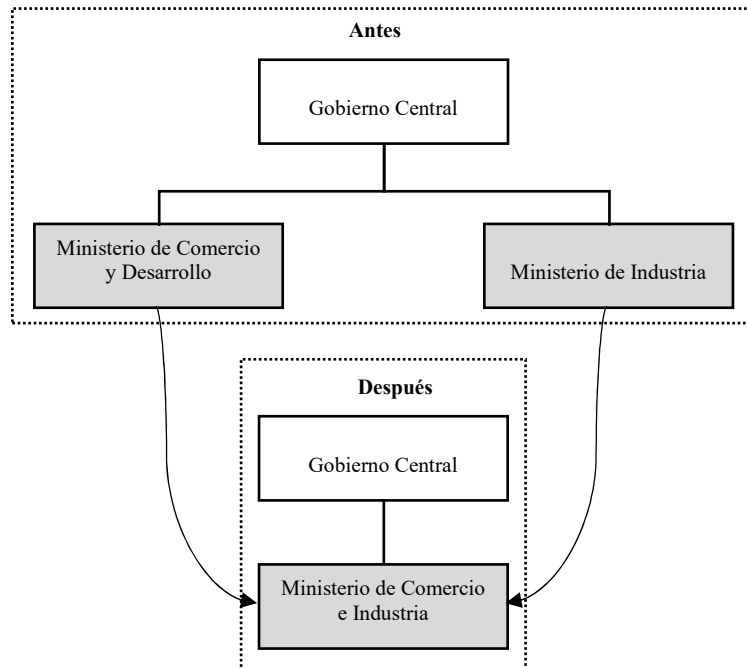 Antes
Gobierno Central
Ministerio de Comercio
y Desarrollo
Ministerio de Industria
Después
Gobierno Central
Ministerio de Comercio
e Industria